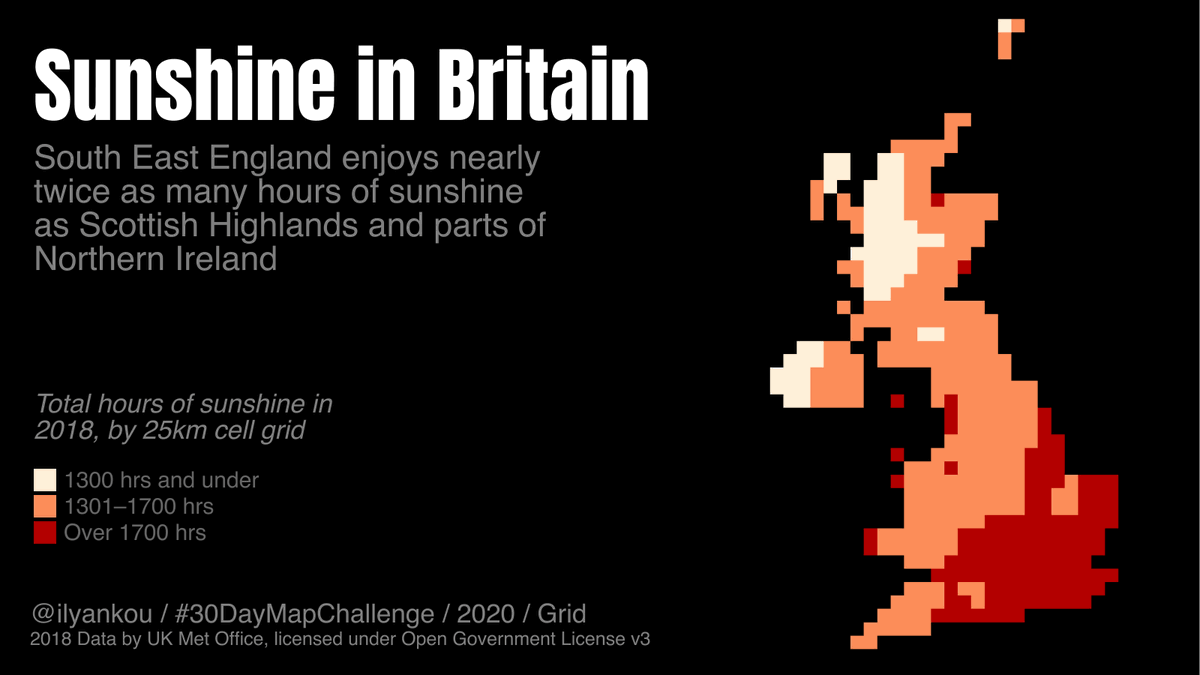 Sunshine in Britain
South East England enjoys nearly
twice as many hours of sunshine
as Scottish Highlands and parts of
Northern Ireland
Total hours of sunshine in
2018, by 25km cell grid
1300 hrs and under
1301–1700 hrs
Over 1700 hrs
@ilyankou / #30DayMapChallenge / 2020 / Grid
2018 Data by UK Met Office, licensed under Open Government License v3